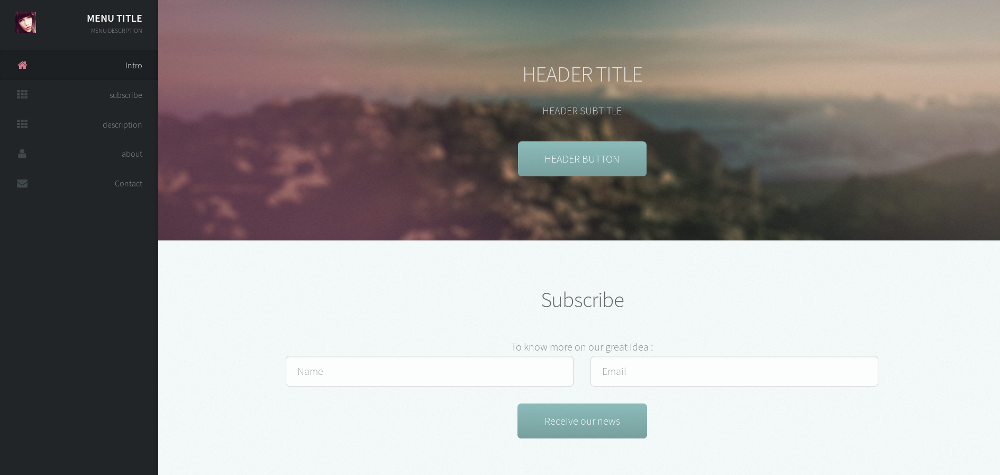 MENU TITLE
MENU DESCRIPTION
Intro
subscribe
description
about
Contact
HEADER TITLE
HEADER SUBTITLE
HEADER BUTTON
Subscribe
To know more on our great idea :
Name
Email
Receive our news